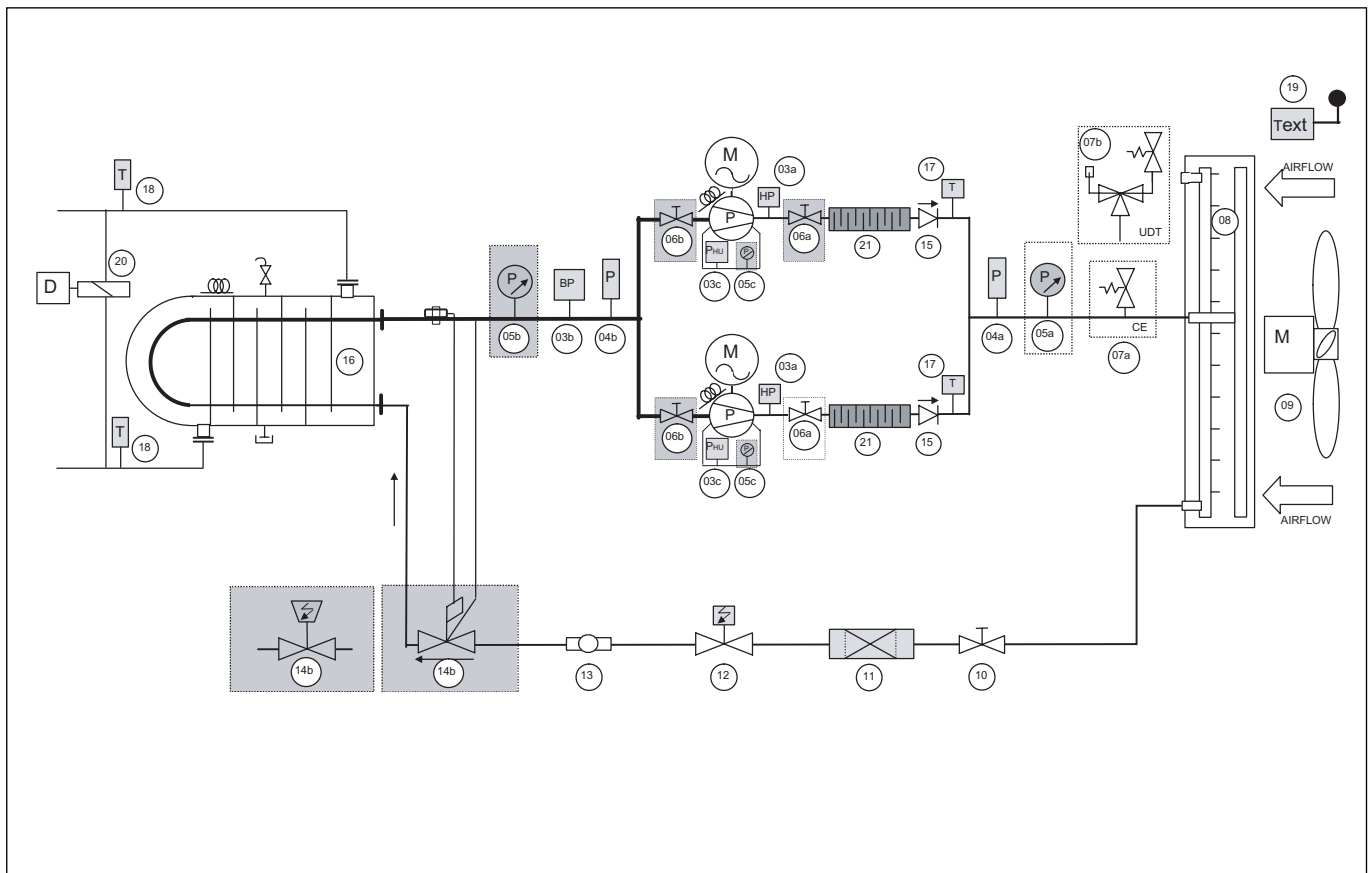 19
Text
07b
UDT
AIRFLOW
08
M
03a
17
HP
T
T
18
P
06b
06a
21
15
PHU
P
03c
05c
20
D
P
BP
P
P
P
05b
03b
04b
04a
05a
CE
07a
16
M
03a
17
HP
T
M
09
P
06b
06a
21
15
PHU
P
03c
05c
T
18
AIRFLOW
14b
14b
13
12
11
10